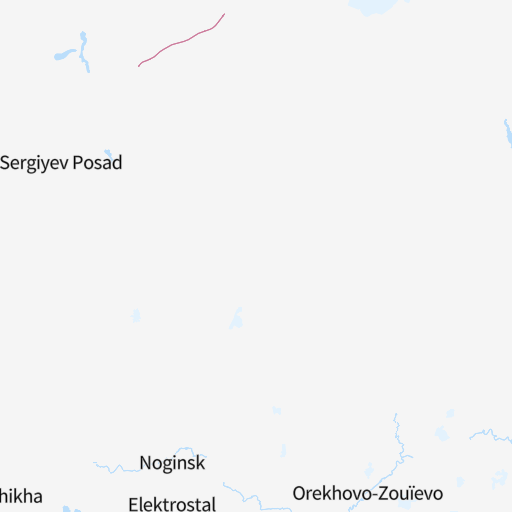 Sergiyev Posad
Noginsk
hikha
Orekhovo-Zouïevo
Elektrostal